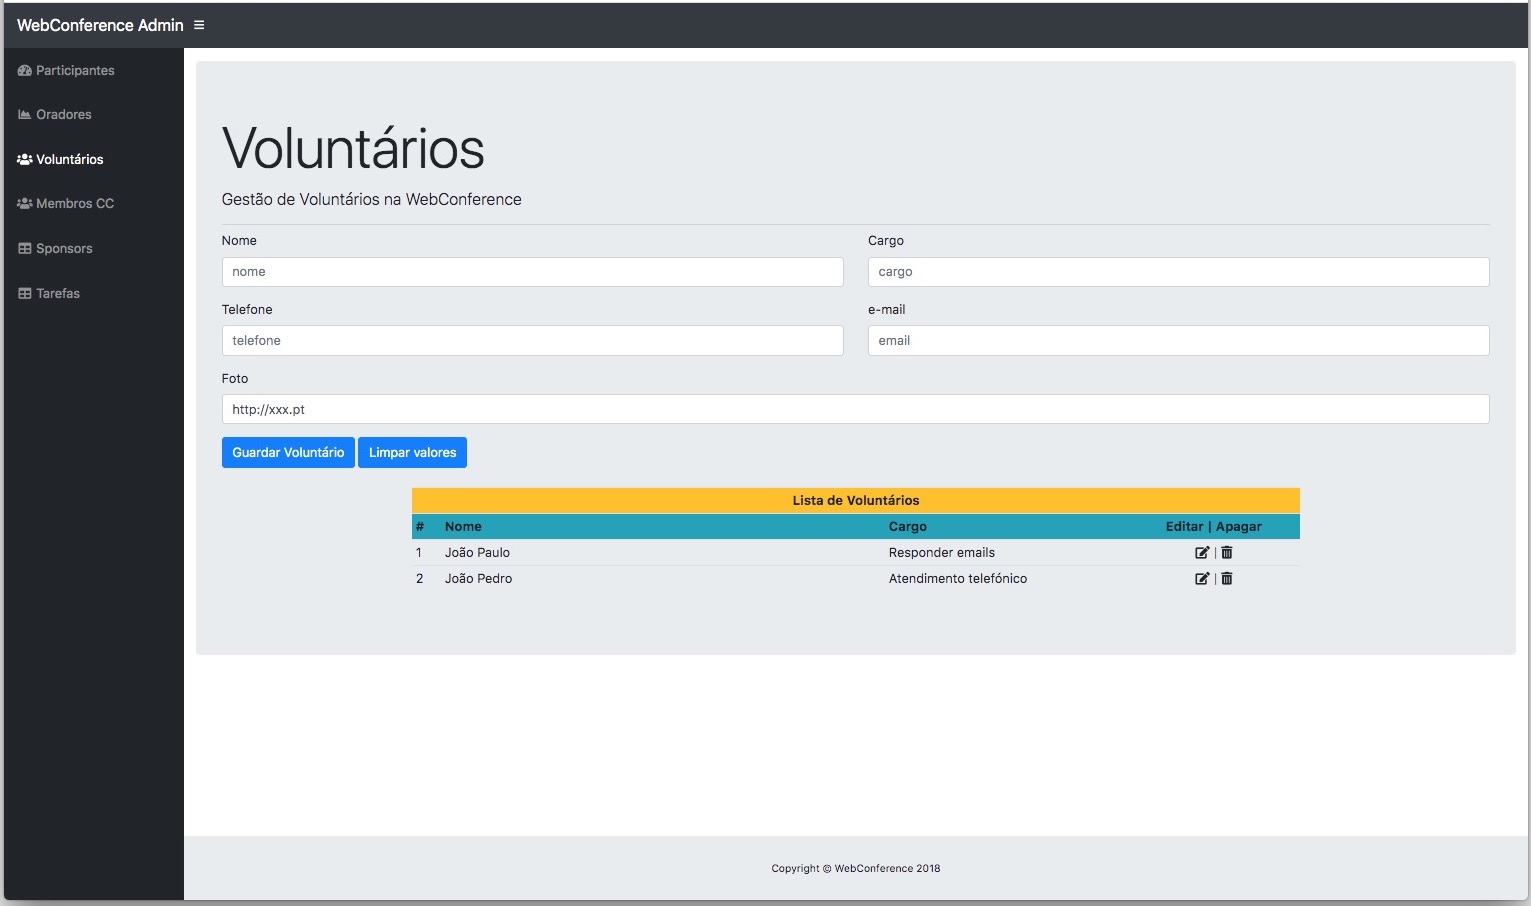 WebConference Admin
Participantes
Oradores
Voluntários
Membros CC
Sponsors
Tarefas
Voluntários
Gestão de Voluntários na WebConference
Nome Cargo
nome cargo
Telefone e-mail
telefone email
Foto
http://xxx.pt
Guardar Voluntário Limpar valores
Lista de Voluntários
# Nome Cargo Editar | Apagar
1 João Paulo Responder emails |
2 João Pedro Atendimento telefónico |
Copyright © WebConference 2018